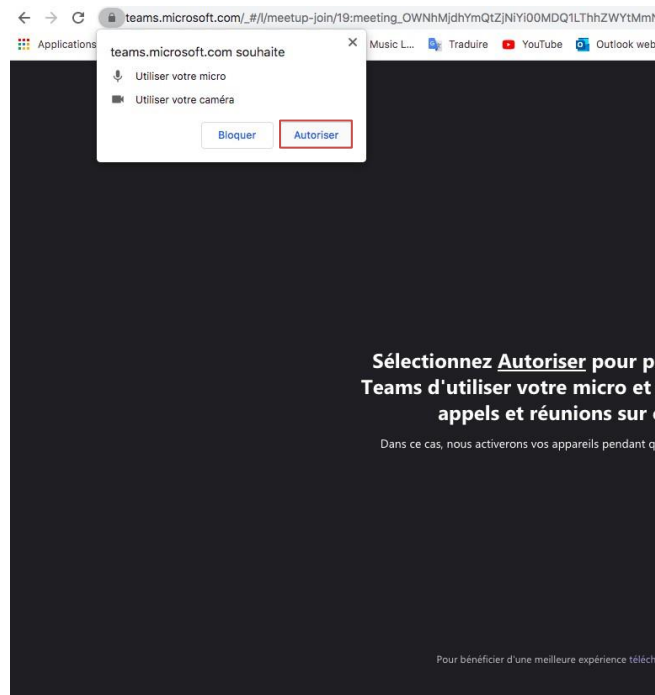 teams.microsoft.com/_#/l/meetup-join/19:meeting_OWNhMjdhYmQtZjNiYi00MDQ1LThhZWYtMmM
Applications
Music L... Traduire YouTube Outlook web
teams.microsoft.com souhaite
Utiliser votre micro
Utiliser votre caméra
Bloquer Autoriser
Sélectionnez Autoriser pour p
Teams d'utiliser votre micro et
appels et réunions sur
Dans ce cas, nous activerons vos appareils pendant q
Pour bénéficier d'une meilleure expérience téléch